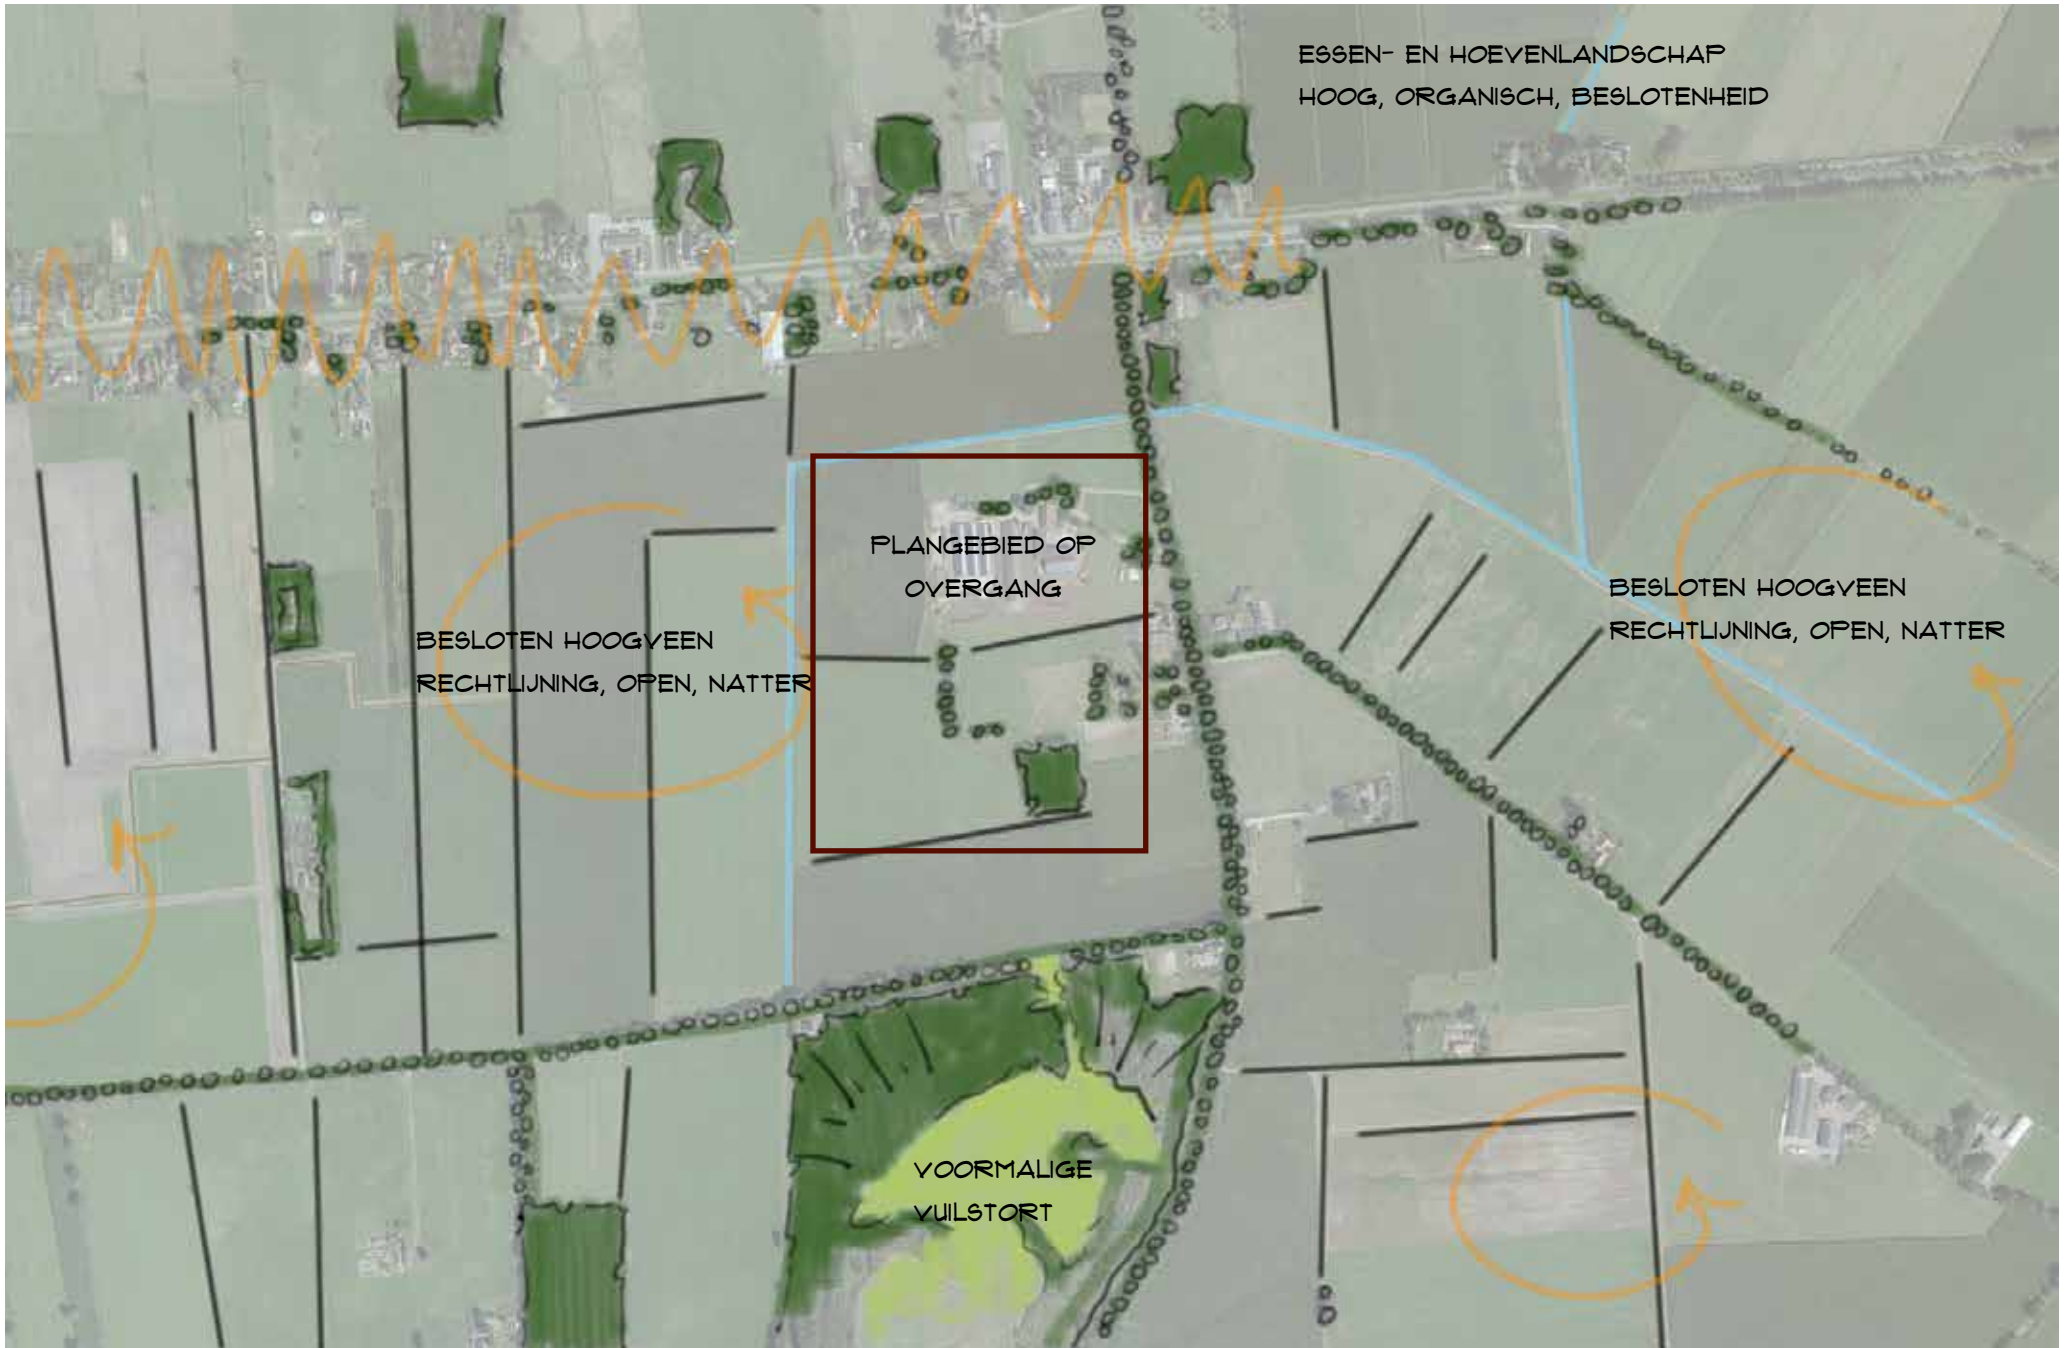 ESSEN- EN HOEVENLANDSCHAP
HOOG, ORGANISCH, BESLOTENHEID
PLANGEBIED OP
OVERGANG
BESLOTEN HOOGVEEN
RECHTLIJNING, OPEN, NATTER
BESLOTEN HOOGVEEN
RECHTLIJNING, OPEN, NATTER
VOORMALIGE
VUILSTORT